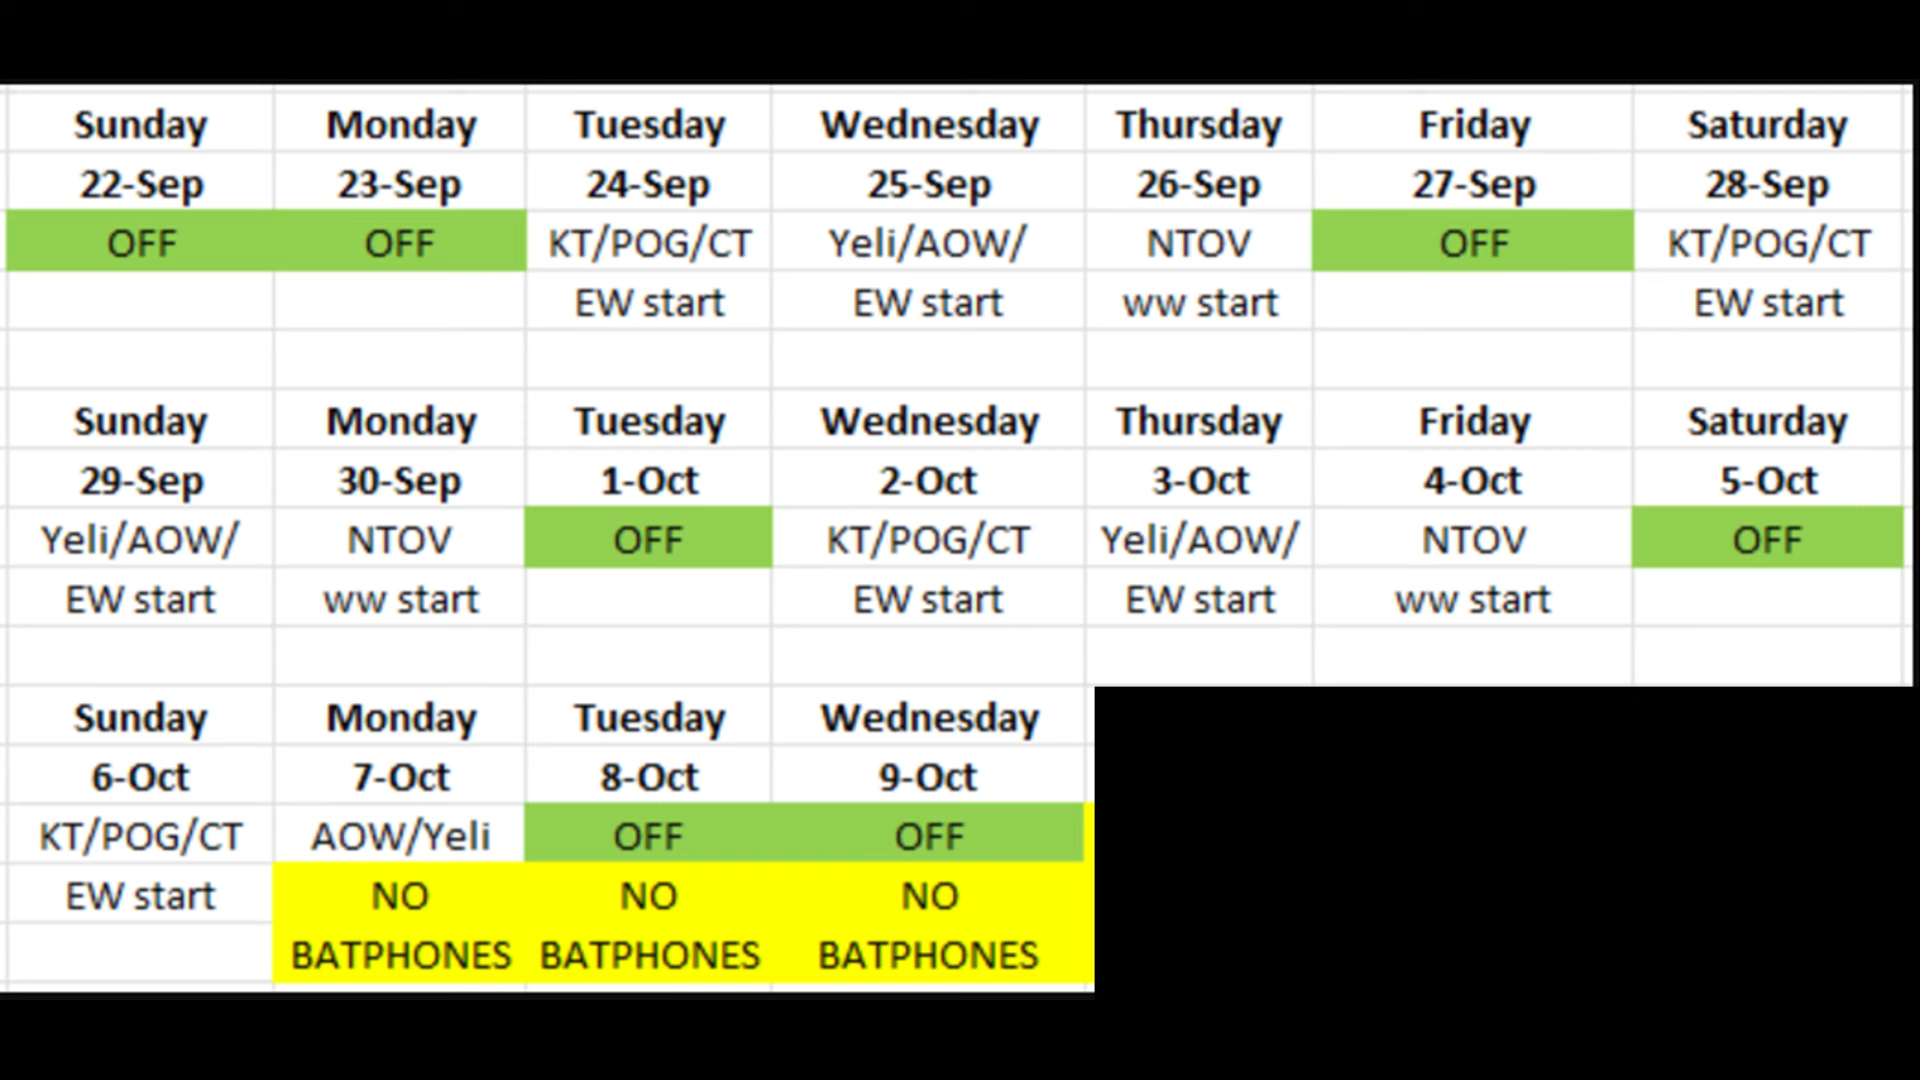 Sunday Monday Tuesday Wednesday Thursday Friday Saturday
22-Sep 23-Sep 24-Sep 25-Sep 26-Sep 27-Sep 28-Sep
OFF OFF KT/POG/CT Yeli/AOW/ NTOV OFF KT/POG/CT
EW start EW start ww start EW start
Sunday Monday Tuesday Wednesday Thursday Friday Saturday
29-Sep 30-Sep 1-Oct 2-Oct 3-Oct 4-Oct 5-Oct
Yeli/AOW/ NTOV OFF KT/POG/CT Yeli/AOW/ NTOV OFF
EW start ww start EW start EW start ww start
Sunday Monday Tuesday Wednesday
6-Oct 7-Oct 8-Oct 9-Oct
KT/POG/CT AOW/Yeli OFF OFF
EW start NO NO NO
BATPHONES BATPHONES BATPHONES